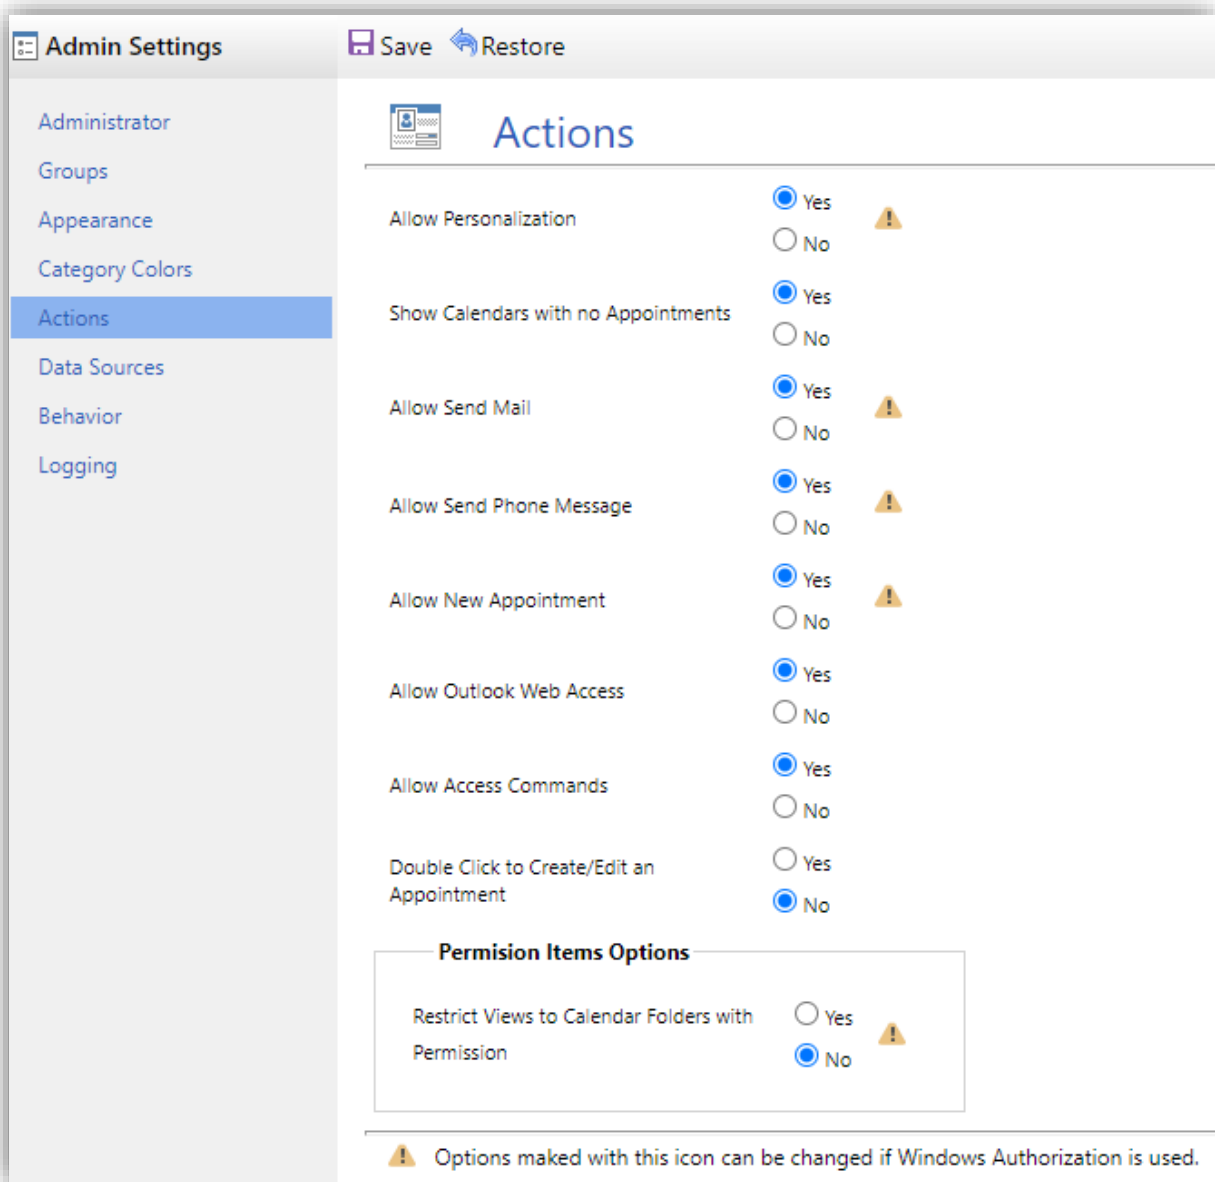 Admin Settings
Save
Restore
Administrator
Groups
Appearance
Category Colors
Actions
Data Sources
Behavior
Logging
Actions
Allow Personalization
Yes
No
Show Calendars with no Appointments
Yes
No
Allow Send Mail
Yes
No
Allow Send Phone Message
Yes
No
Allow New Appointment
Yes
No
Allow Outlook Web Access
Yes
No
Allow Access Commands
Yes
No
Double Click to Create/Edit an
Appointment
Yes
No
Permision Items Options
Restrict Views to Calendar Folders with
Permission
Yes
No
Options maked with this icon can be changed if Windows Authorization is used.